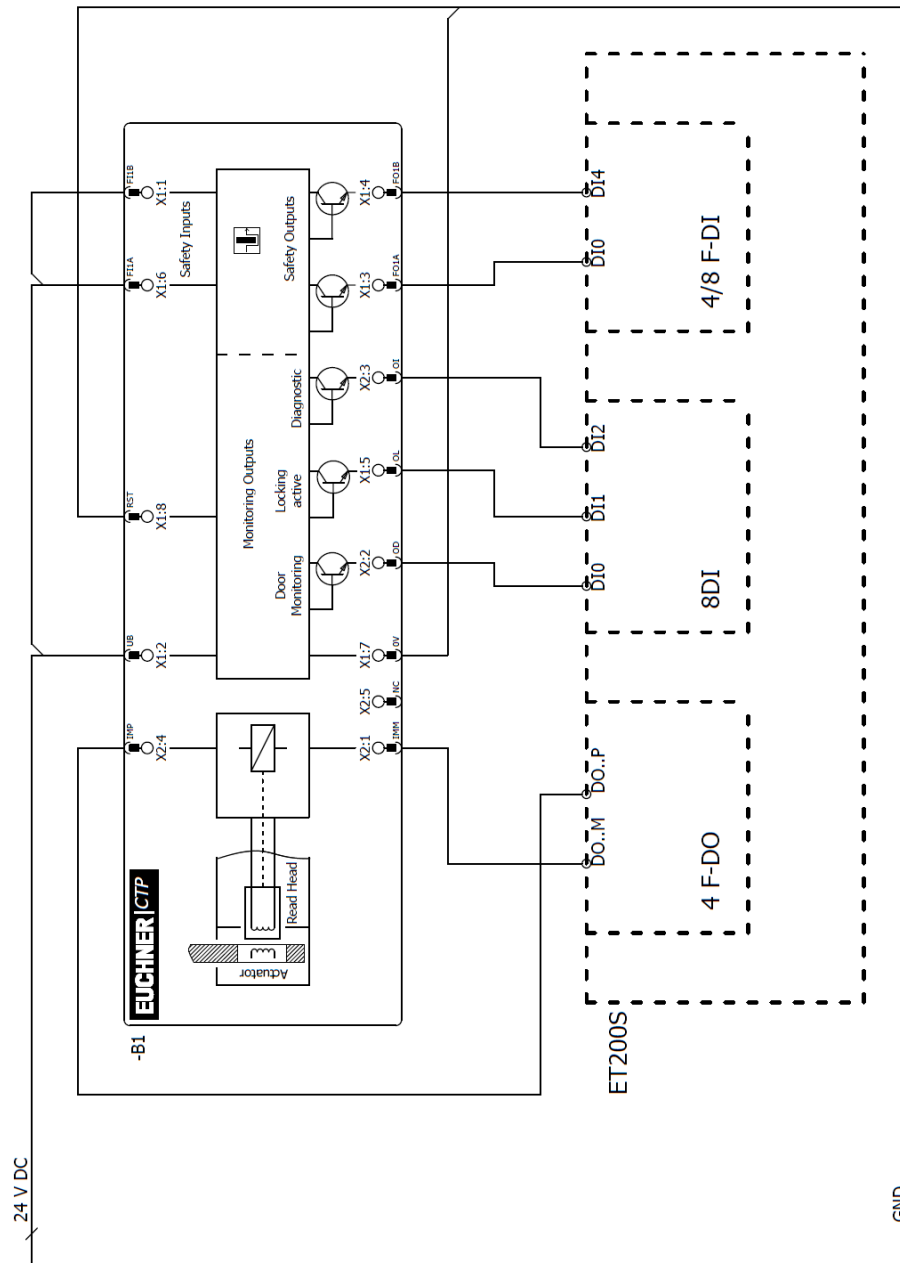 24 V DC
-B1
EUCHNER CTP
Actuator
Read Head
IMP
X2:4
UB
X1:2
RST
X1:8
FI1A
X1:6
FI1B
X1:1
Safety Inputs
Monitoring Outputs
Door
Monitoring
Locking
active
Diagnostic
Safety Outputs
X2:1
IMM
X2:5
NC
X1:7
0V
X2:2
OD
X1:5
OL
X2:3
OI
X1:3
FO1A
X1:4
FO1B
ET200S
DO..M
DO..P
DI0
DI1
DI2
DI0
DI4
4 F-DO
8DI
4/8 F-DI
GND